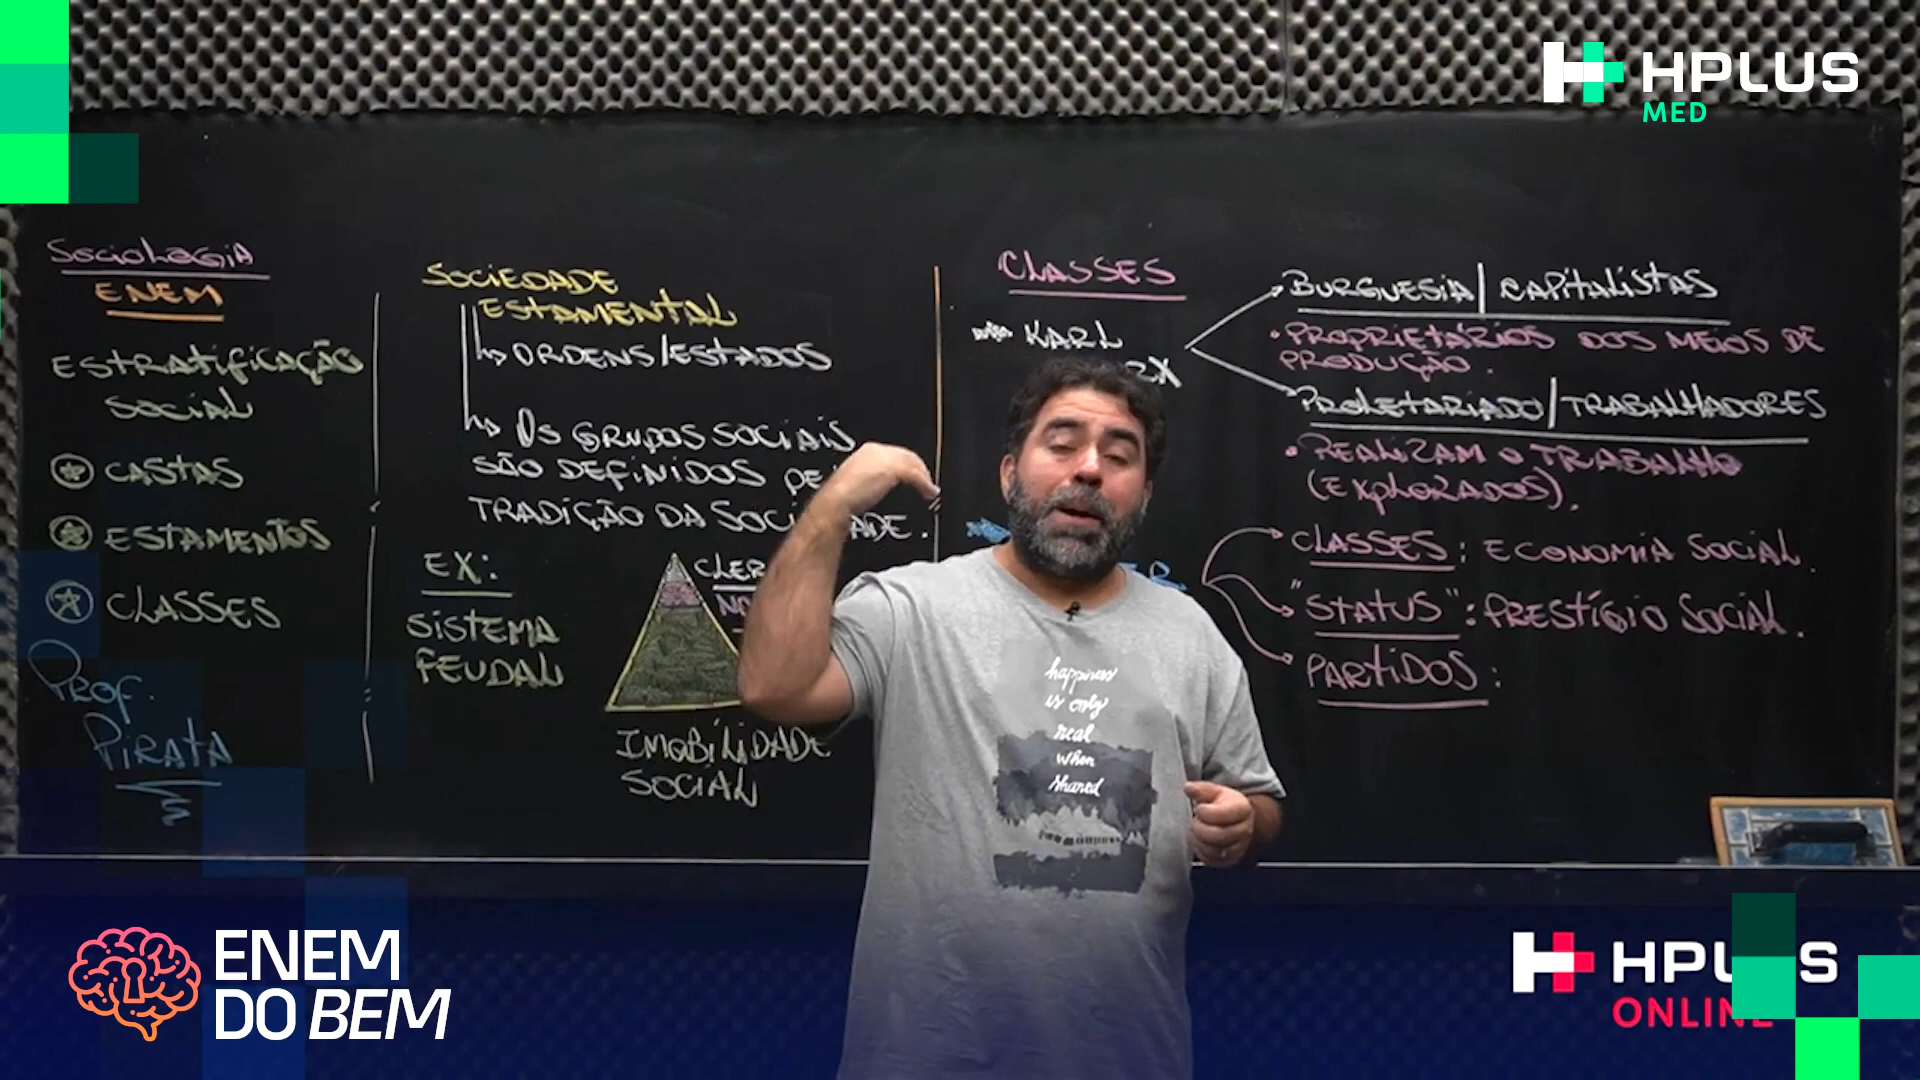 HPLUS
MED
SOCIOLOGIA
ENEM
ESTRATIFICAÇÃO
SOCIAL
CASTAS
ESTAMENTOS
CLASSES
PROF.
PIRATA
SOCIEDADE
ESTAMENTAL
ORDENS/ESTADOS
OS GRUPOS SOCIAIS
SÃO DEFINIDOS
TRADIÇÃO DA
EX:
SISTEMA
FEUDAL
IMOBILIDADE
SOCIAL
CLASSES
KARL
BURGUESIA/CAPITALISTAS
• PROPRIETÁRIOS DOS MEIOS DE
PRODUÇÃO.
PROLETARIADO/TRABALHADORES
• REALIZAM O TRABALHO
(EXPLORADOS).
CLASSES: ECONOMIA SOCIAL.
"STATUS": PRESTÍGIO SOCIAL.
PARTIDOS:
happiness
is only
real
when
shared
ENEM
DO BEM
HPLUS
ONLINE